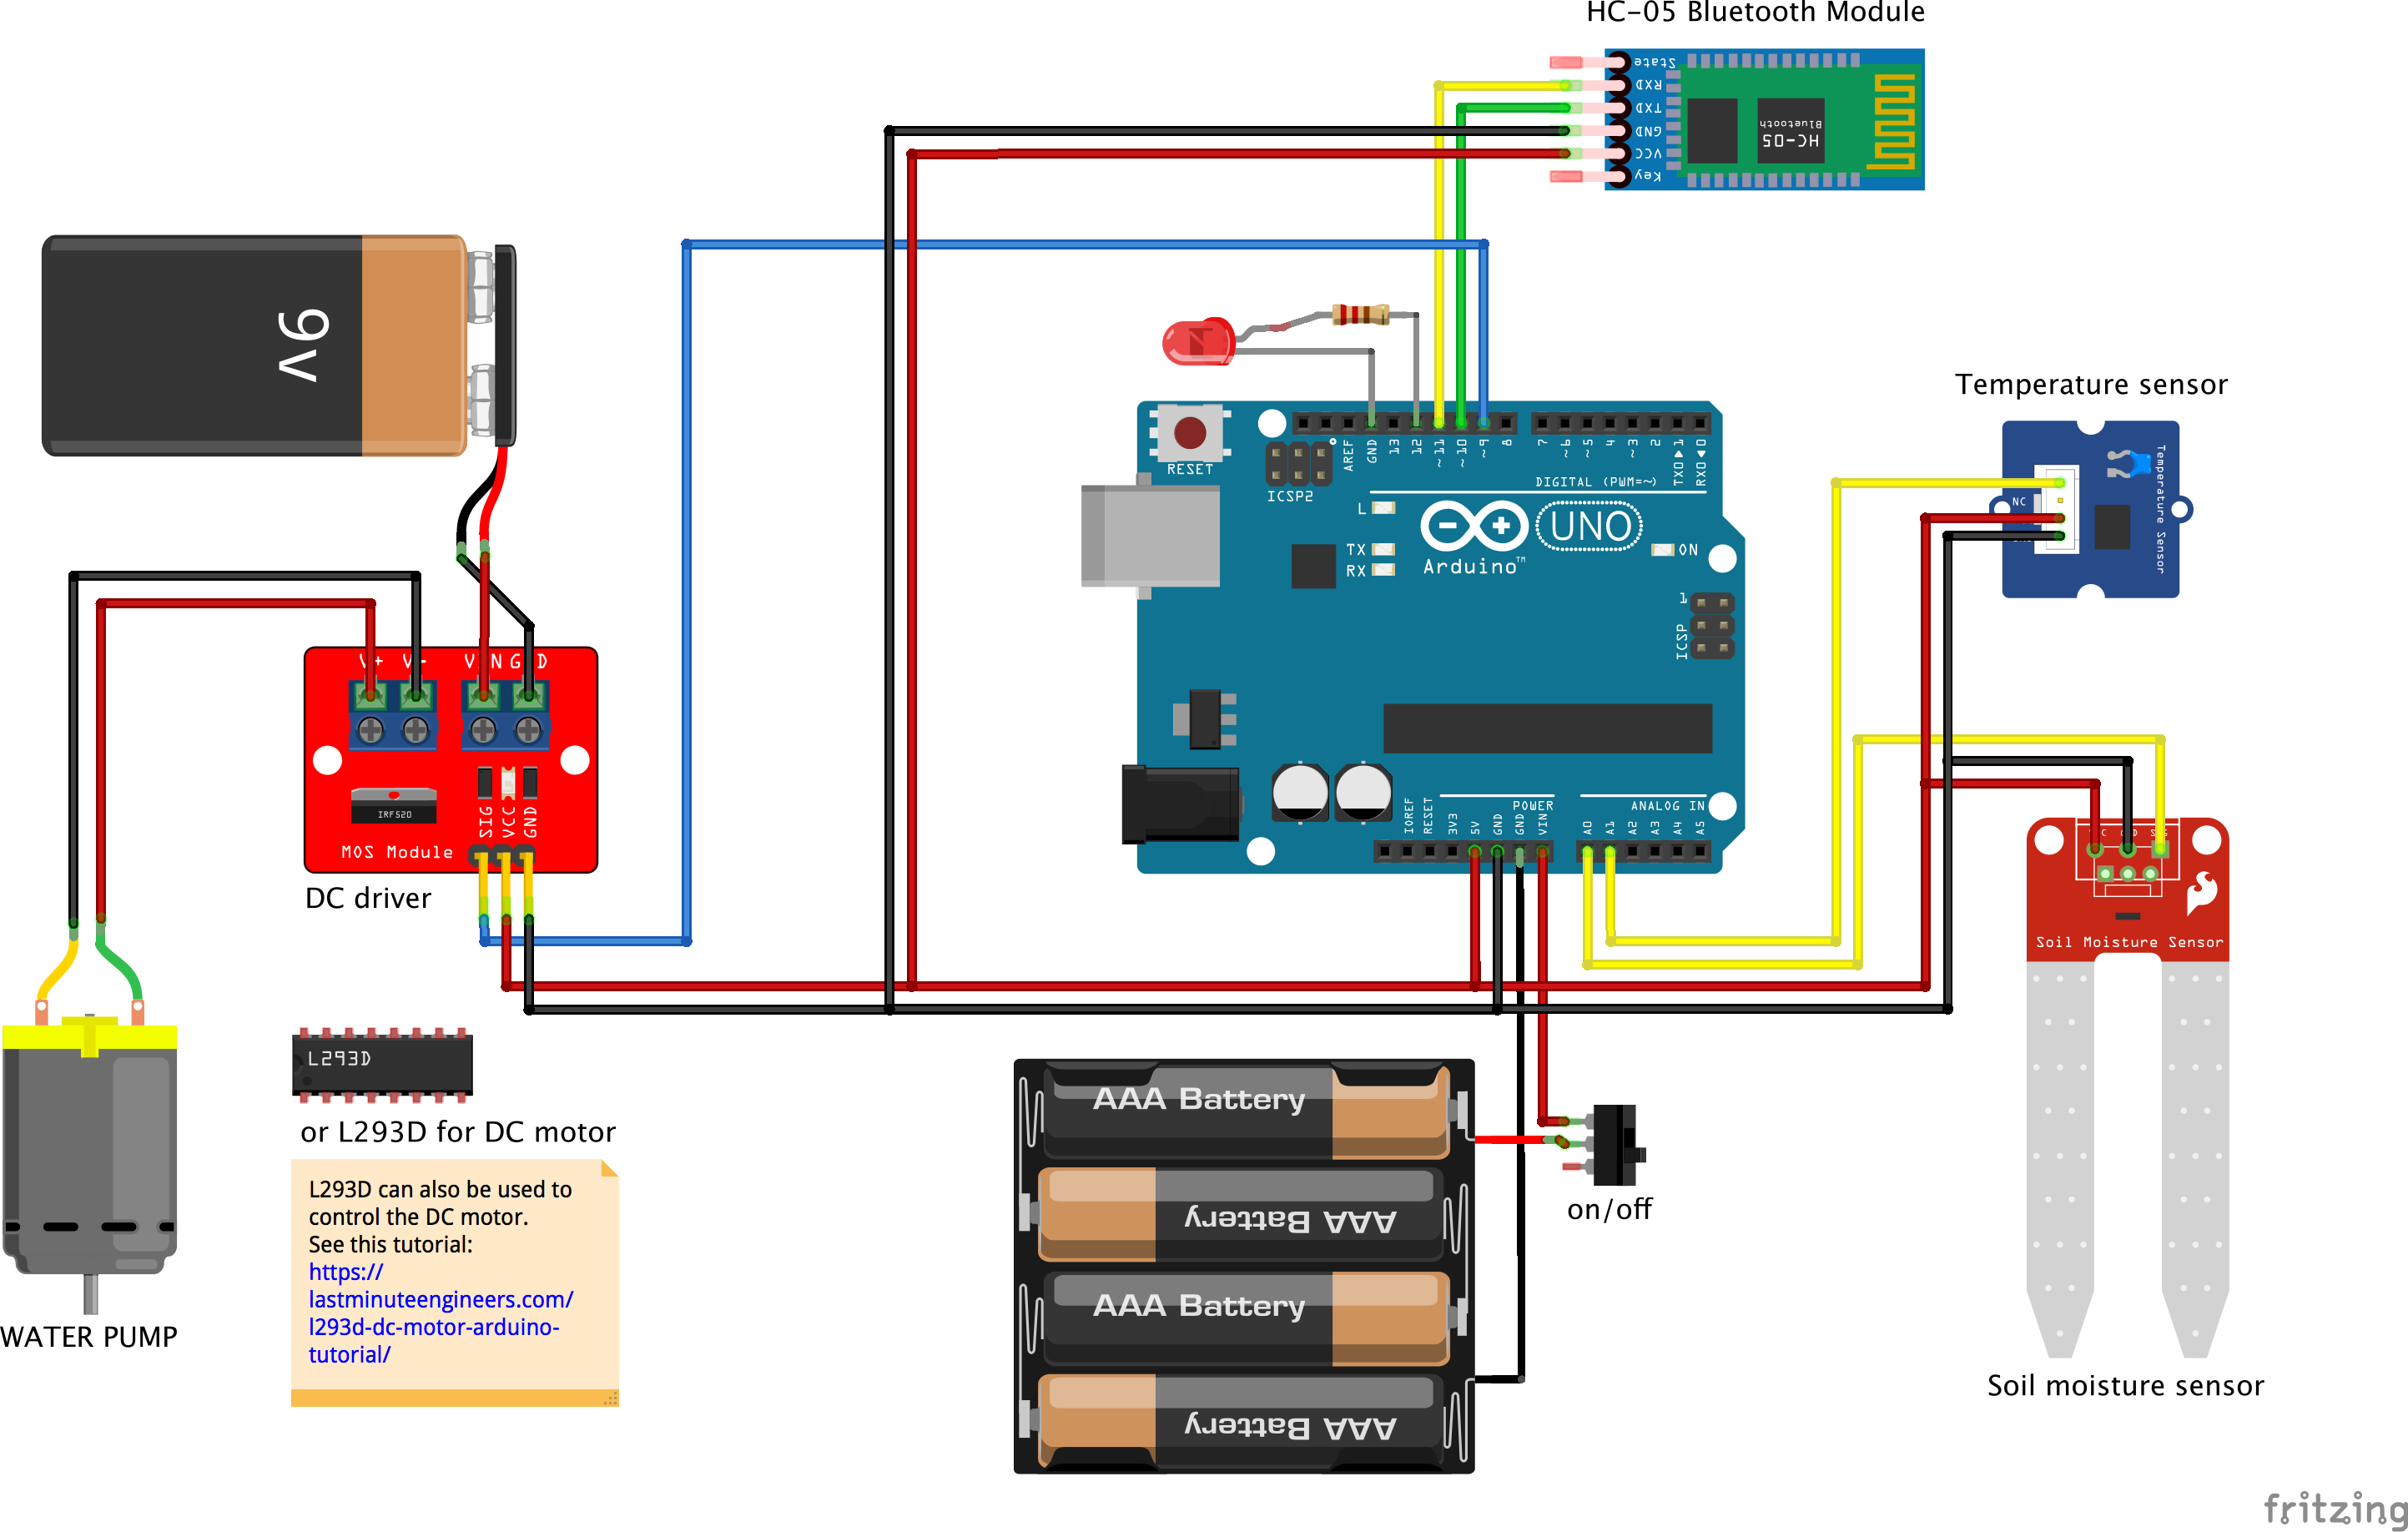 HC-05 Bluetooth Module
State
RXD
TXD
GND
VCC
Key
HC-05
Bluetooth
9v
Temperature sensor
NC
Temperature Sensor
RESET
ICSP2
AREF
GND
13
12
~11
~10
~9
8
7
~6
~5
4
~3
2
TX0▶1
RX0◀0
DIGITAL (PWM=~)
L
TX
RX
UNO
Arduino™
ON
1
ICSP
IOREF
RESET
3V3
5V
GND
GND
VIN
POWER
ANALOG IN
A0
A1
A2
A3
A4
A5
V+
V-
VIN
GND
IRF520
SIG
VCC
GND
MOS Module
DC driver
Soil Moisture Sensor
Soil moisture sensor
L293D
or L293D for DC motor
L293D can also be used to
control the DC motor.
See this tutorial:
https://
lastminuteengineers.com/
l293d-dc-motor-arduino-
tutorial/
WATER PUMP
AAA Battery
AAA Battery
AAA Battery
AAA Battery
on/off
fritzing